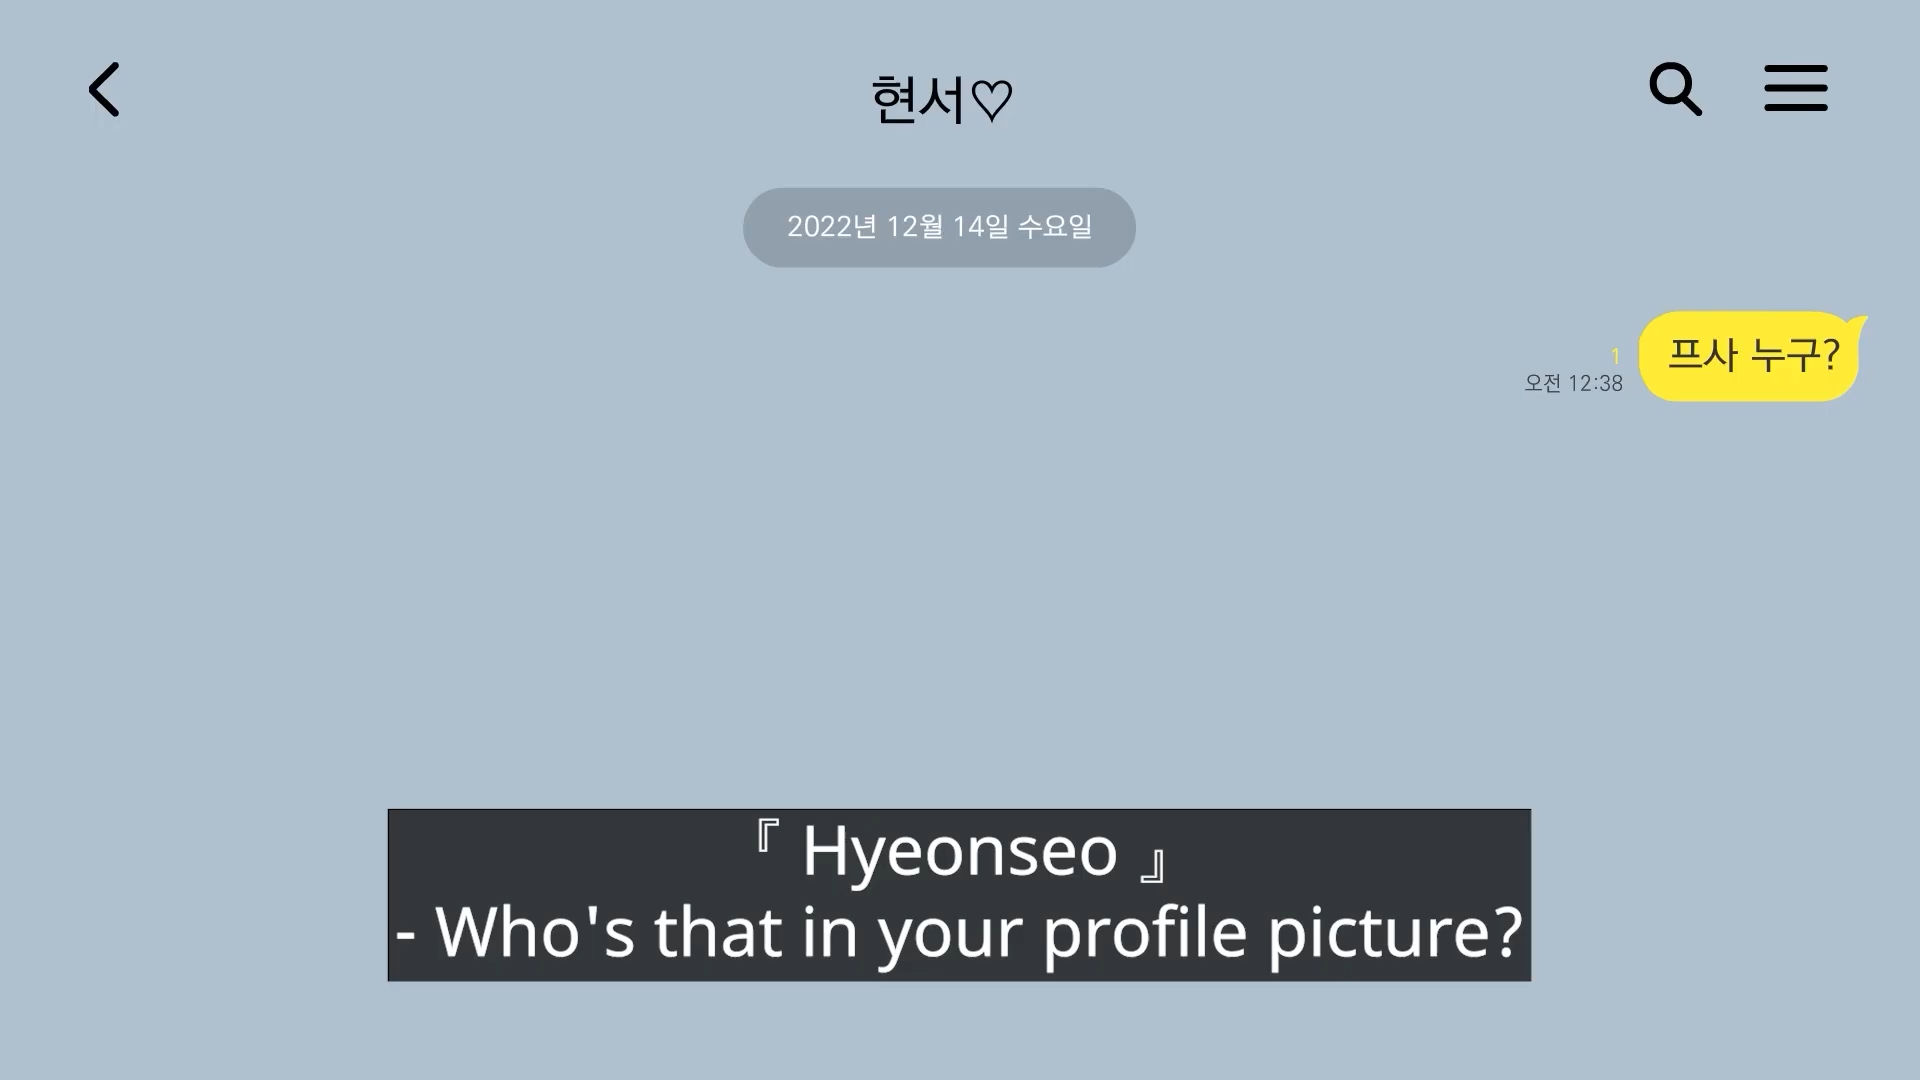 현서♡
2022년 12월 14일 수요일
프사 누구?
1
오전 12:38
『 Hyeonseo 』
- Who's that in your profile picture?